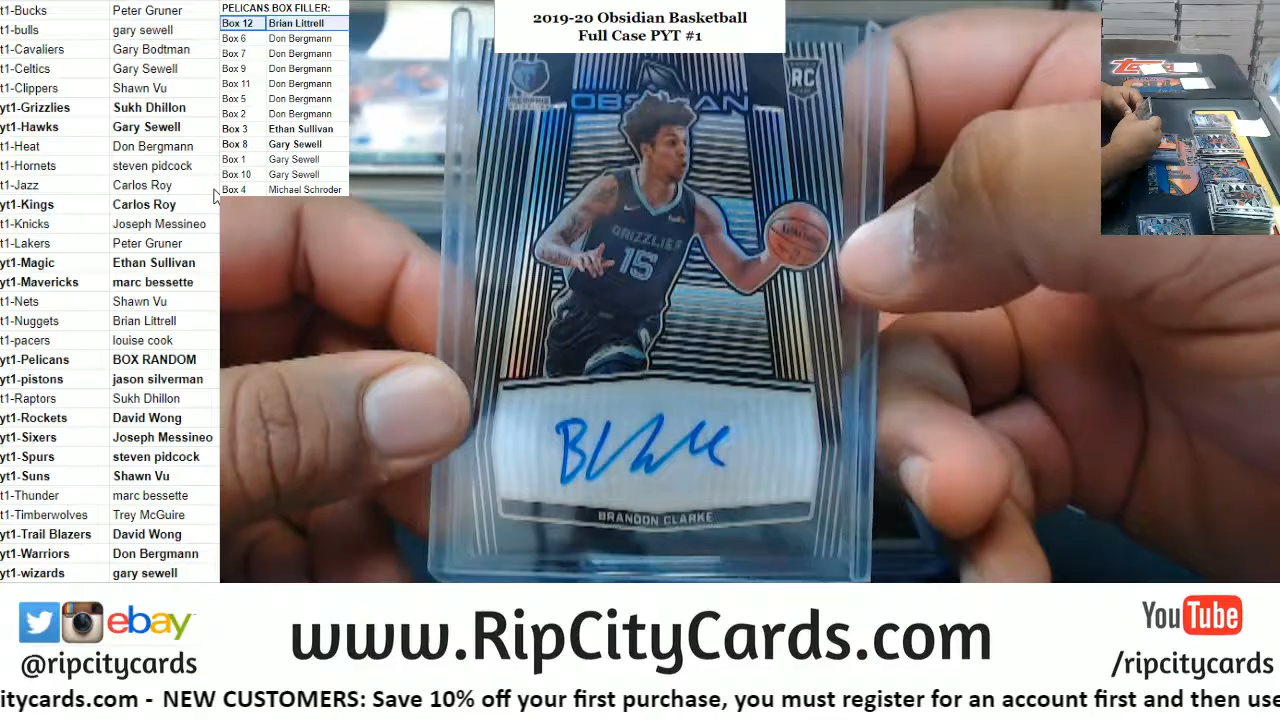 t1-Bucks Peter Gruner
t1-bulls gary sewell
t1-Cavaliers Gary Bodtman
t1-Celtics Gary Sewell
t1-Clippers Shawn Vu
yt1-Grizzlies Sukh Dhillon
yt1-Hawks Gary Sewell
t1-Heat Don Bergmann
t1-Hornets steven pidcock
t1-Jazz Carlos Roy
yt1-Kings Carlos Roy
t1-Knicks Joseph Messineo
t1-Lakers Peter Gruner
yt1-Magic Ethan Sullivan
yt1-Mavericks marc bessette
t1-Nets Shawn Vu
t1-Nuggets Brian Littrell
t1-pacers louise cook
yt1-Pelicans BOX RANDOM
yt1-pistons jason silverman
t1-Raptors Sukh Dhillon
yt1-Rockets David Wong
yt1-Sixers Joseph Messineo
yt1-Spurs steven pidcock
yt1-Suns Shawn Vu
t1-Thunder marc bessette
t1-Timberwolves Trey McGuire
yt1-Trail Blazers David Wong
yt1-Warriors Don Bergmann
yt1-wizards gary sewell
PELICANS BOX FILLER:
Box 12 Brian Littrell
Box 6 Don Bergmann
Box 7 Don Bergmann
Box 9 Don Bergmann
Box 11 Don Bergmann
Box 5 Don Bergmann
Box 2 Don Bergmann
Box 3 Ethan Sullivan
Box 8 Gary Sewell
Box 1 Gary Sewell
Box 10 Gary Sewell
Box 4 Michael Schroder
2019-20 Obsidian Basketball
Full Case PYT #1
MEMPHIS
RC
OBSIDIAN
GRIZZLIES
15
BRANDON CLARKE
ebay
@ripcitycards
www.RipCityCards.com
YouTube
/ripcitycards
citycards.com - NEW CUSTOMERS: Save 10% off your first purchase, you must register for an account first and then use